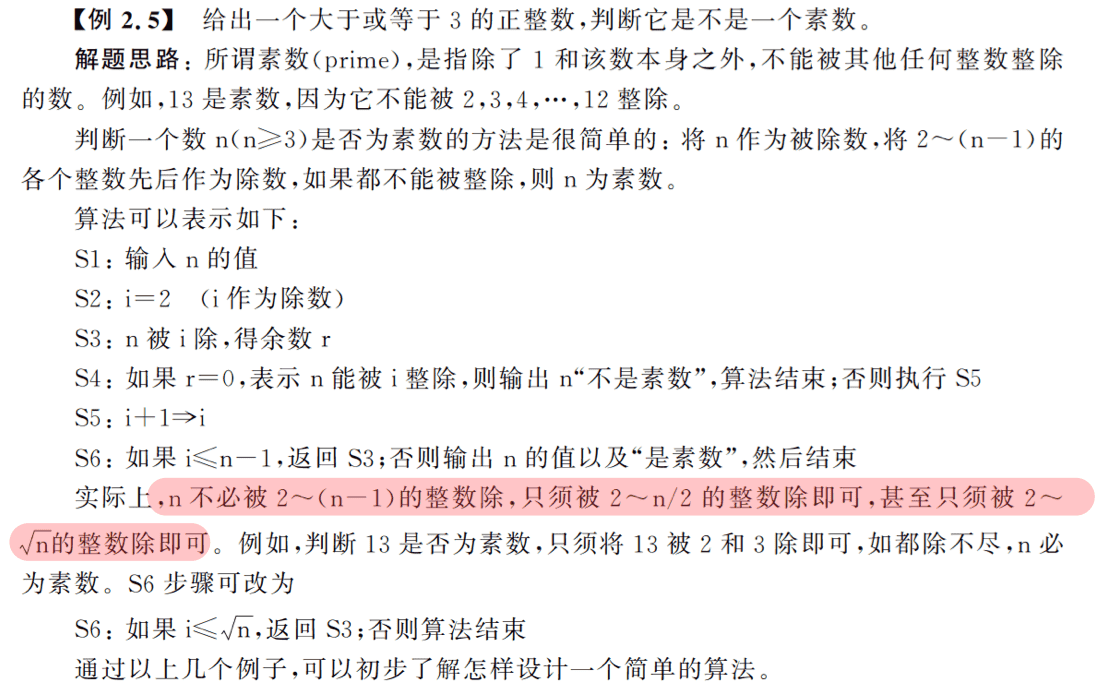 【例 2.5】 给出一个大于或等于 3 的正整数,判断它是不是一个素数。
解题思路:所谓素数(prime),是指除了 1 和该数本身之外,不能被其他任何整数整除
的数。例如,13 是素数,因为它不能被 2,3,4,…,12 整除。
判断一个数 n(n≥3)是否为素数的方法是很简单的:将 n 作为被除数,将 2～(n-1)的
各个整数先后作为除数,如果都不能被整除,则 n 为素数。
算法可以表示如下:
S1:输入 n 的值
S2:i=2 (i 作为除数)
S3:n 被 i 除,得余数 r
S4:如果 r=0,表示 n 能被 i 整除,则输出 n“不是素数”,算法结束;否则执行 S5
S5:i+1⇒i
S6:如果 i≤n-1,返回 S3;否则输出 n 的值以及“是素数”,然后结束
实际上,n 不必被 2～(n-1)的整数除,只须被 2～n/2 的整数除即可,甚至只须被 2～
√n的整数除即可。例如,判断 13 是否为素数,只须将 13 被 2 和 3 除即可,如都除不尽,n 必
为素数。S6 步骤可改为
S6:如果 i≤√n,返回 S3;否则算法结束
通过以上几个例子,可以初步了解怎样设计一个简单的算法。